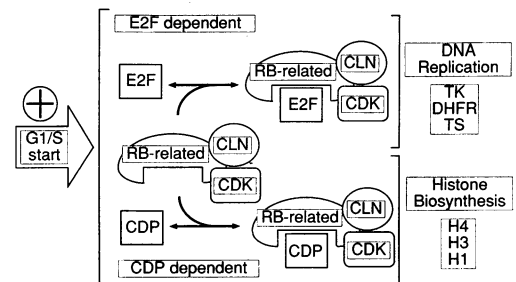 E2F dependent
E2F
RB-related
CLN
E2F
CDK
DNA
Replication
TK
DHFR
TS
G1/S
start
RB-related
CLN
CDK
CDP
RB-related
CLN
CDP
CDK
CDP dependent
Histone
Biosynthesis
H4
H3
H1